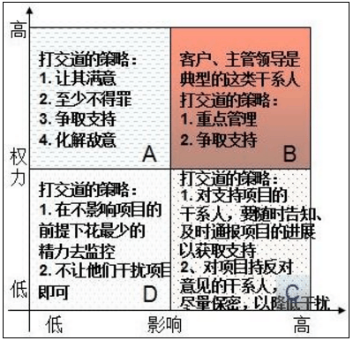 高
打交道的策略：
1. 让其满意
2. 至少不得罪
3. 争取支持
4. 化解敌意
A
客户、主管领导是
典型的这类干系人
打交道的策略：
1. 重点管理
2. 争取支持
B
权
力
打交道的策略：
1. 在不影响项目的
前提下花最少的
精力去监控
2. 不让他们干扰项目
即可
D
打交道的策略：
1. 对支持项目的
干系人，要随时告知、
及时通报项目的进展
以获取支持
2、对项目持反对
意见的干系人，
尽量保密，以降低干扰
C
低
低
影响
高